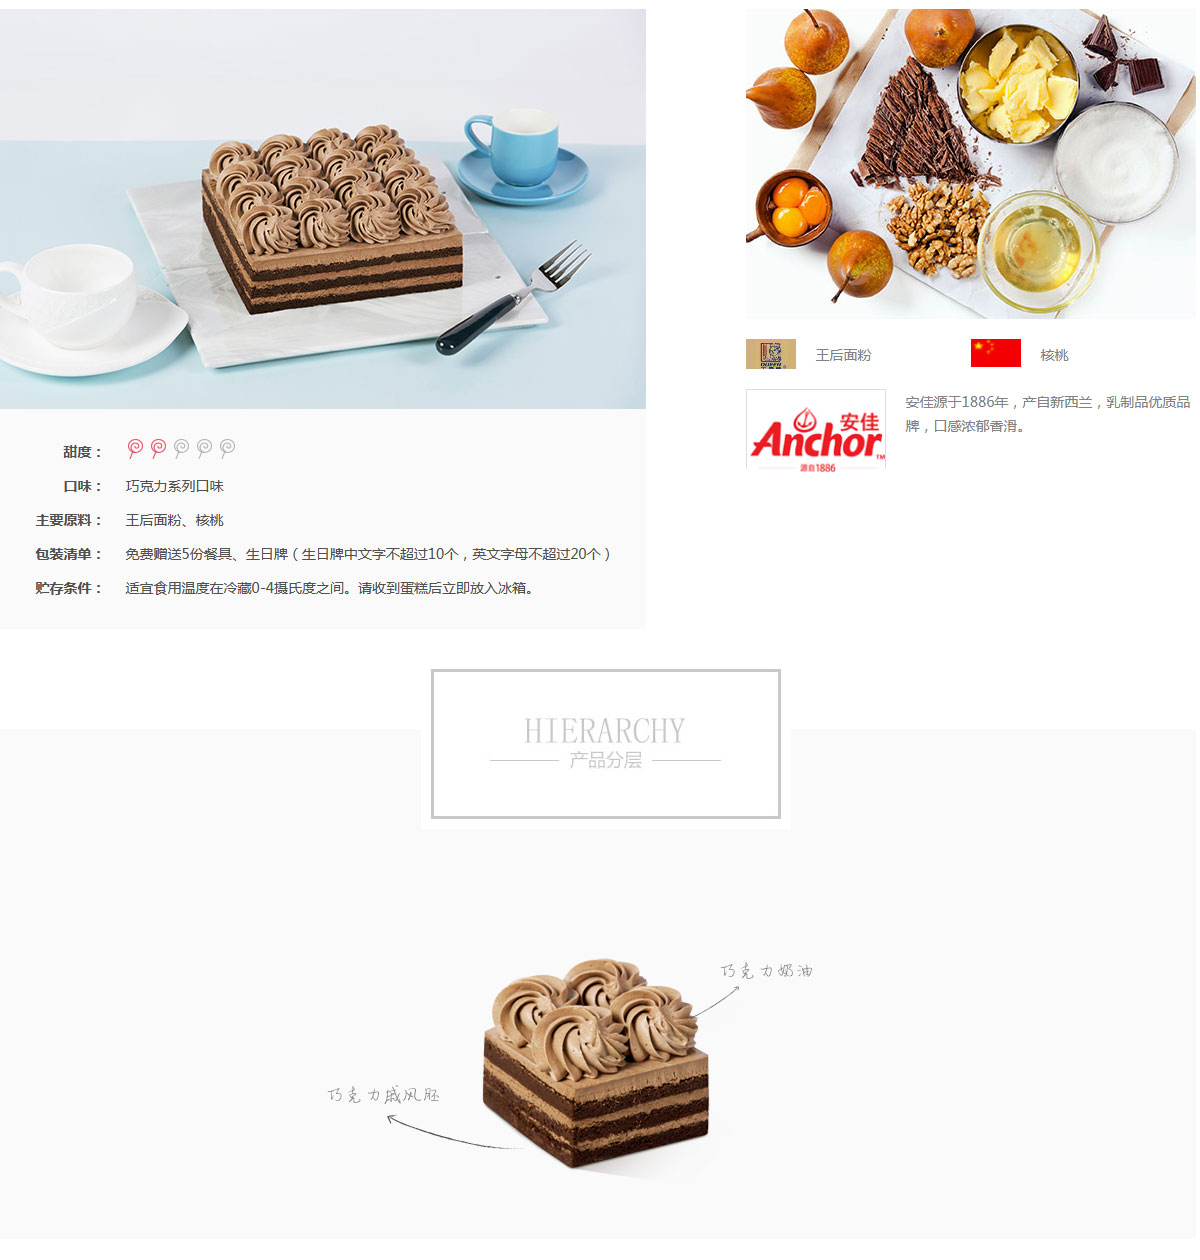 甜度：
口味： 巧克力系列口味
主要原料： 王后面粉、核桃
包装清单： 免费赠送5份餐具、生日牌（生日牌中文字不超过10个，英文字母不超过20个）
贮存条件： 适宜食用温度在冷藏0-4摄氏度之间。请收到蛋糕后立即放入冰箱。
王后面粉
核桃
安佳
Anchor™
源自1886
安佳源于1886年，产自新西兰，乳制品优质品
牌，口感浓郁香滑。
HIERARCHY
产品分层
巧克力奶油
巧克力戚风胚